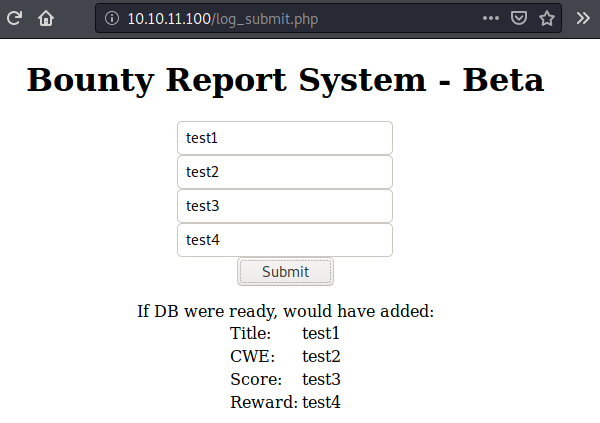 10.10.11.100/log_submit.php
Bounty Report System - Beta
test1
test2
test3
test4
Submit
If DB were ready, would have added:
Title: test1
CWE: test2
Score: test3
Reward: test4